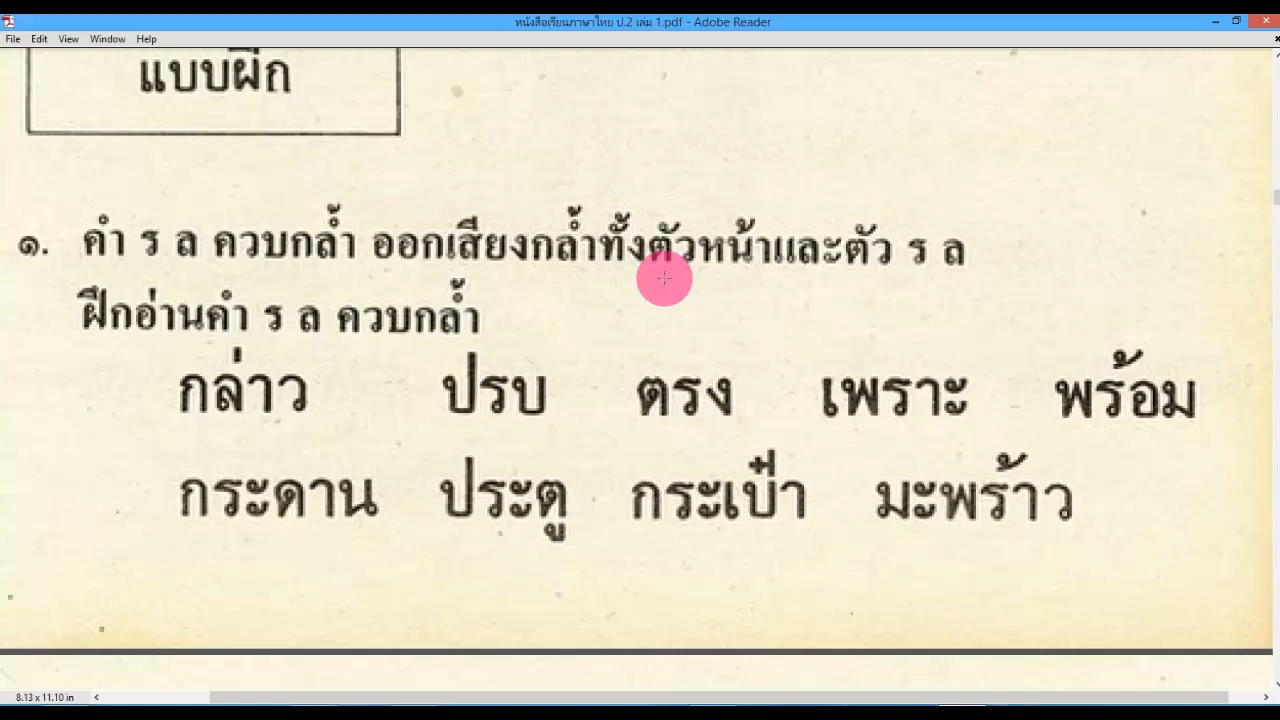 หนังสือเรียนภาษาไทย ป.2 เล่ม 1.pdf - Adobe Reader
File Edit View Window Help
แบบฝึก
๑. คำ ร ล ควบกล้ำ ออกเสียงกล้ำทั้งตัวหน้าและตัว ร ล
ฝึกอ่านคำ ร ล ควบกล้ำ
กล่าว ปรบ ตรง เพราะ พร้อม
กระดาน ประตู กระเป๋า มะพร้าว
8.13 x 11.10 in